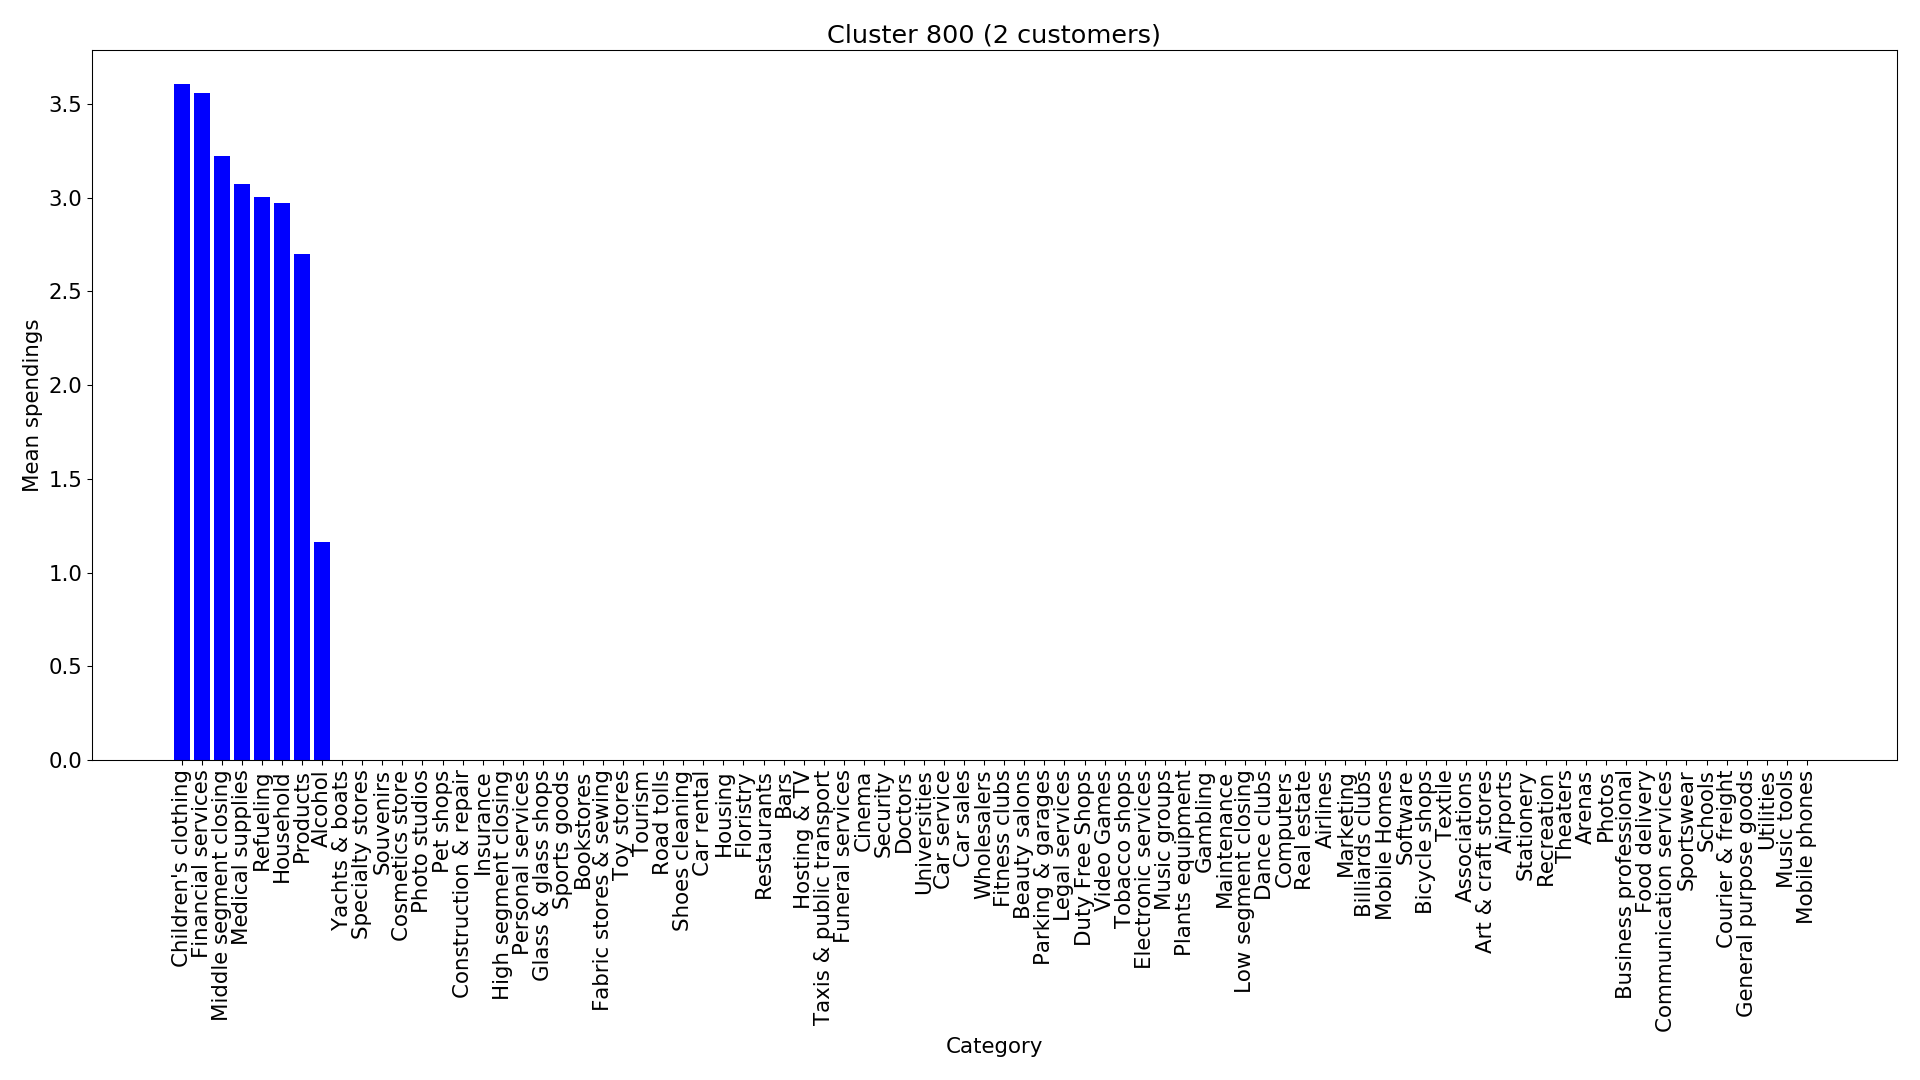 Cluster 800 (2 customers)
Mean spendings
3.5
3.0
2.5
2.0
1.5
1.0
0.5
0.0
Children's clothing
Financial services
Middle segment closing
Medical supplies
Refueling
Household
Products
Alcohol
Yachts & boats
Specialty stores
Souvenirs
Cosmetics store
Photo studios
Pet shops
Construction & repair
Insurance
High segment closing
Personal services
Glass & glass shops
Sports goods
Bookstores
Fabric stores & sewing
Toy stores
Tourism
Road tolls
Shoes cleaning
Car rental
Housing
Floristry
Restaurants
Bars
Hosting & TV
Taxis & public transport
Funeral services
Cinema
Security
Doctors
Universities
Car service
Car sales
Wholesalers
Fitness clubs
Beauty salons
Parking & garages
Legal services
Duty Free Shops
Video Games
Tobacco shops
Electronic services
Music groups
Plants equipment
Gambling
Maintenance
Low segment closing
Dance clubs
Computers
Real estate
Airlines
Marketing
Billiards clubs
Mobile Homes
Software
Bicycle shops
Textile
Associations
Art & craft stores
Airports
Stationery
Recreation
Theaters
Arenas
Photos
Business professional
Food delivery
Communication services
Sportswear
Schools
Courier & freight
General purpose goods
Utilities
Music tools
Mobile phones
Category